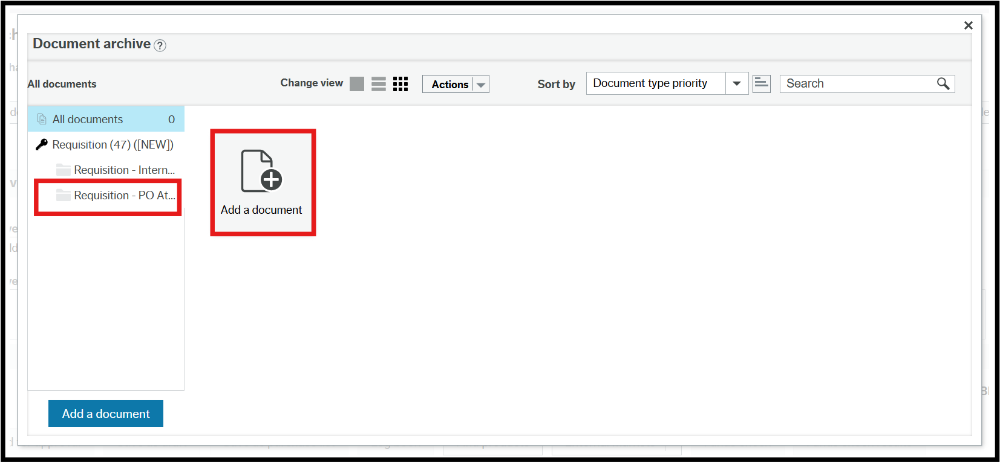 Document archive ?
All documents
Change view
Actions
Sort by
Document type priority
Search
All documents 0
Requisition (47) ([NEW])
Requisition - Intern...
Requisition - PO At...
Add a document
Add a document